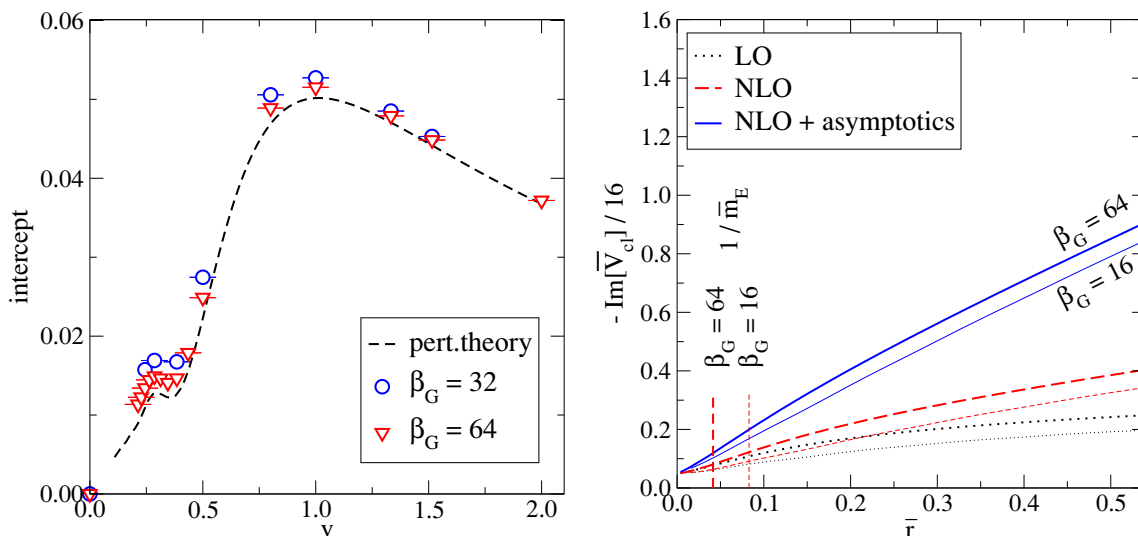 0.06
0.04
0.02
0.00
intercept
0.0
0.5
1.0
1.5
2.0
v
pert.theory
β_G = 32
β_G = 64
1.6
1.4
1.2
1.0
0.8
0.6
0.4
0.2
0.0
- Im[V̅_cl] / 16
LO
NLO
NLO + asymptotics
1 / m̅_E
β_G = 64
β_G = 16
β_G = 64
β_G = 16
0
0.1
0.2
0.3
0.4
0.5
r̅